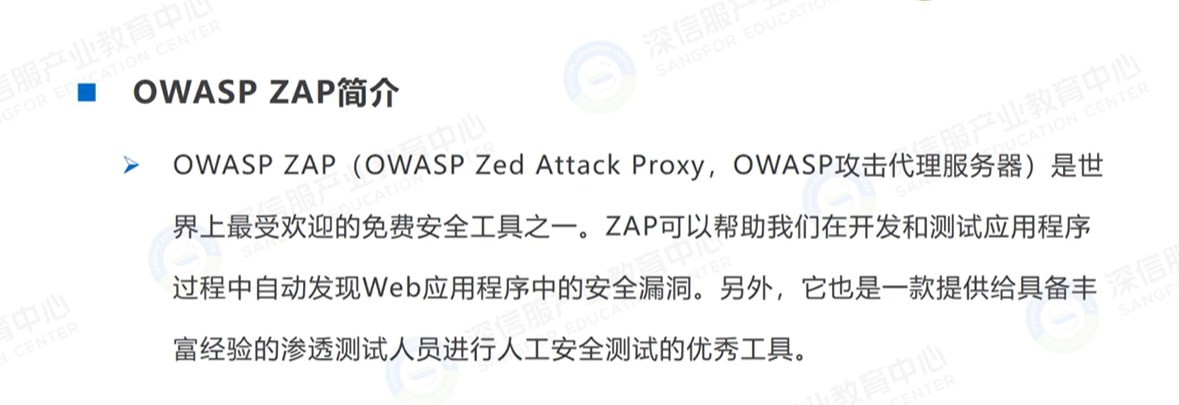 OWASP ZAP简介
OWASP ZAP（OWASP Zed Attack Proxy，OWASP攻击代理服务器）是世
界上最受欢迎的免费安全工具之一。ZAP可以帮助我们在开发和测试应用程序
过程中自动发现Web应用程序中的安全漏洞。另外，它也是一款提供给具备丰
富经验的渗透测试人员进行人工安全测试的优秀工具。
深信服产业教育中心
SANGFOR EDUCATION CENTER